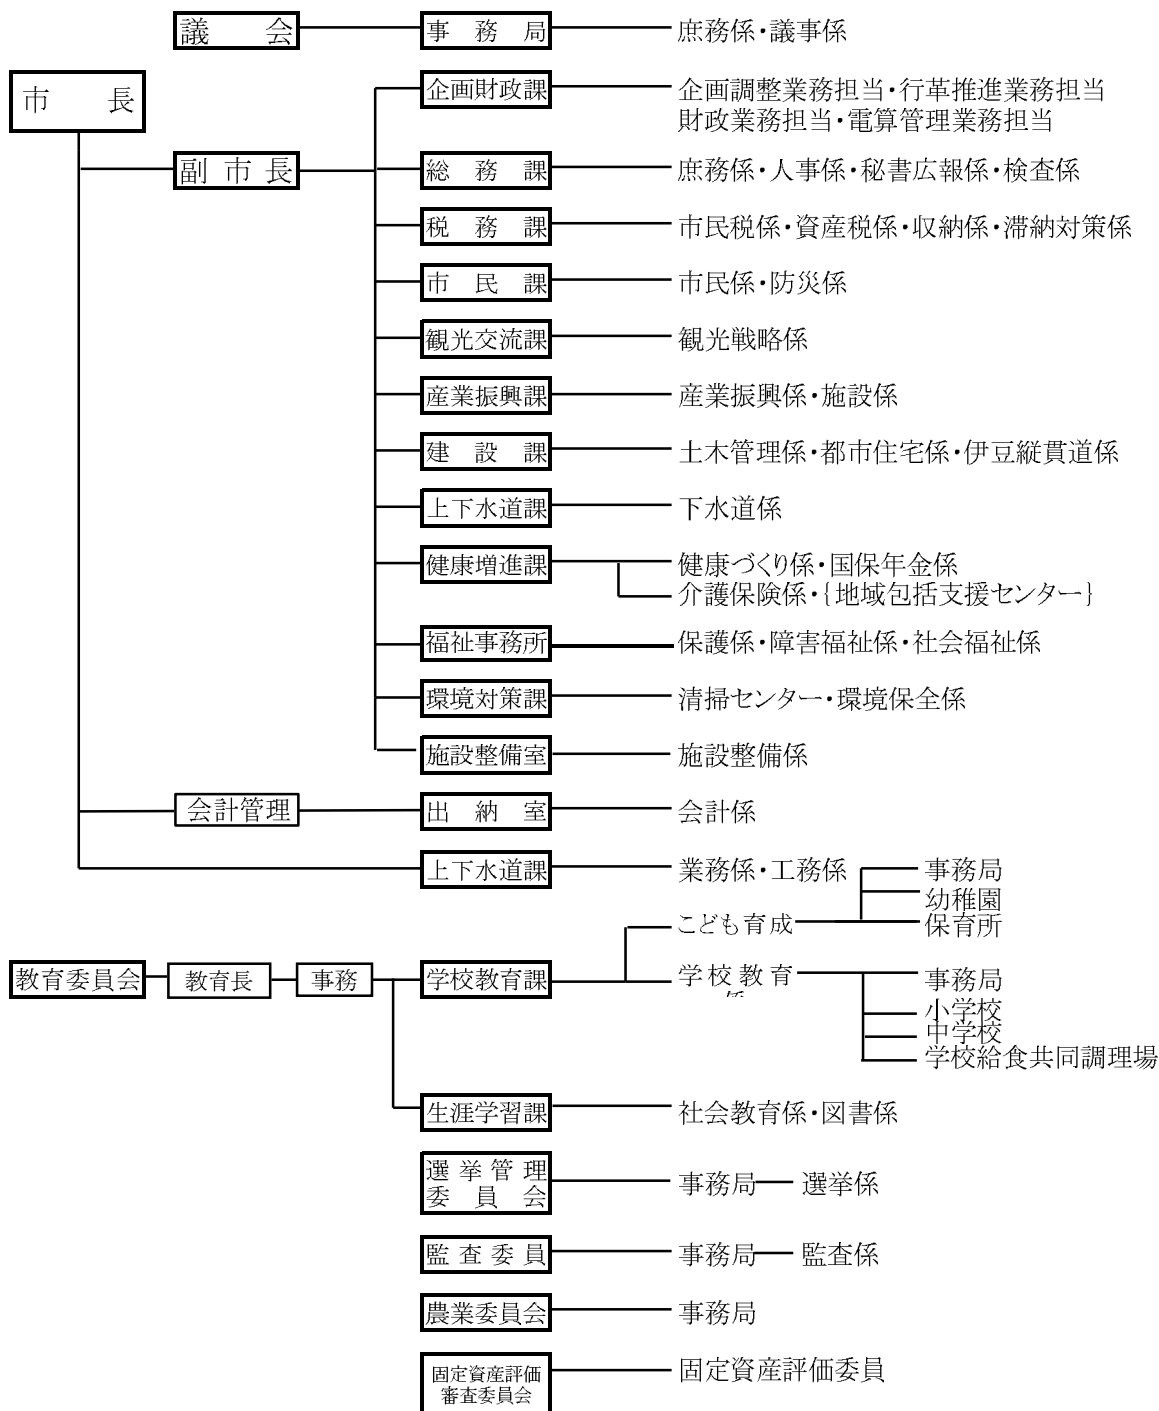 議会 事務局 庶務係・議事係
市長
企画財政課 企画調整業務担当・行革推進業務担当
財政業務担当・電算管理業務担当
副市長 総務課 庶務係・人事係・秘書広報係・検査係
税務課 市民税係・資産税係・収納係・滞納対策係
市民課 市民係・防災係
観光交流課 観光戦略係
産業振興課 産業振興係・施設係
建設課 土木管理係・都市住宅係・伊豆縦貫道係
上下水道課 下水道係
健康増進課 健康づくり係・国保年金係
介護保険係・{地域包括支援センター}
福祉事務所 保護係・障害福祉係・社会福祉係
環境対策課 清掃センター・環境保全係
施設整備室 施設整備係
会計管理 出納室 会計係
上下水道課 業務係・工務係 事務局
幼稚園
こども育成 保育所
教育委員会 教育長 事務 学校教育課 学校教育 事務局
小学校
中学校
学校給食共同調理場
生涯学習課 社会教育係・図書係
選挙管理
委員会 事務局 選挙係
監査委員 事務局 監査係
農業委員会 事務局
固定資産評価
審査委員会 固定資産評価委員